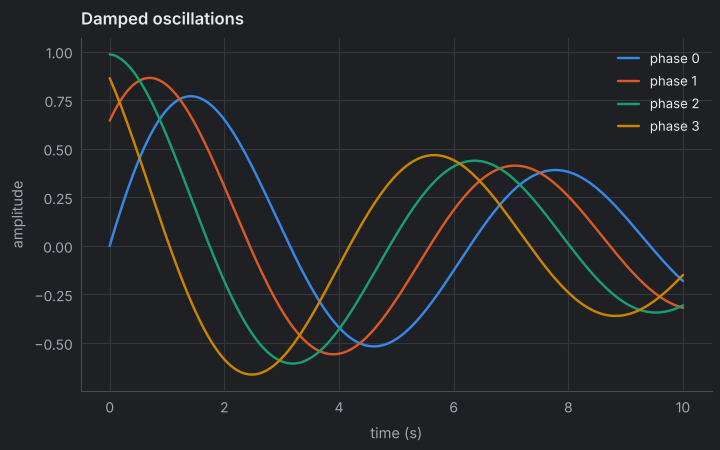 Damped oscillations
1.00
0.75
0.50
0.25
0.00
−0.25
−0.50
amplitude
phase 0
phase 1
phase 2
phase 3
0 2 4 6 8 10
time (s)